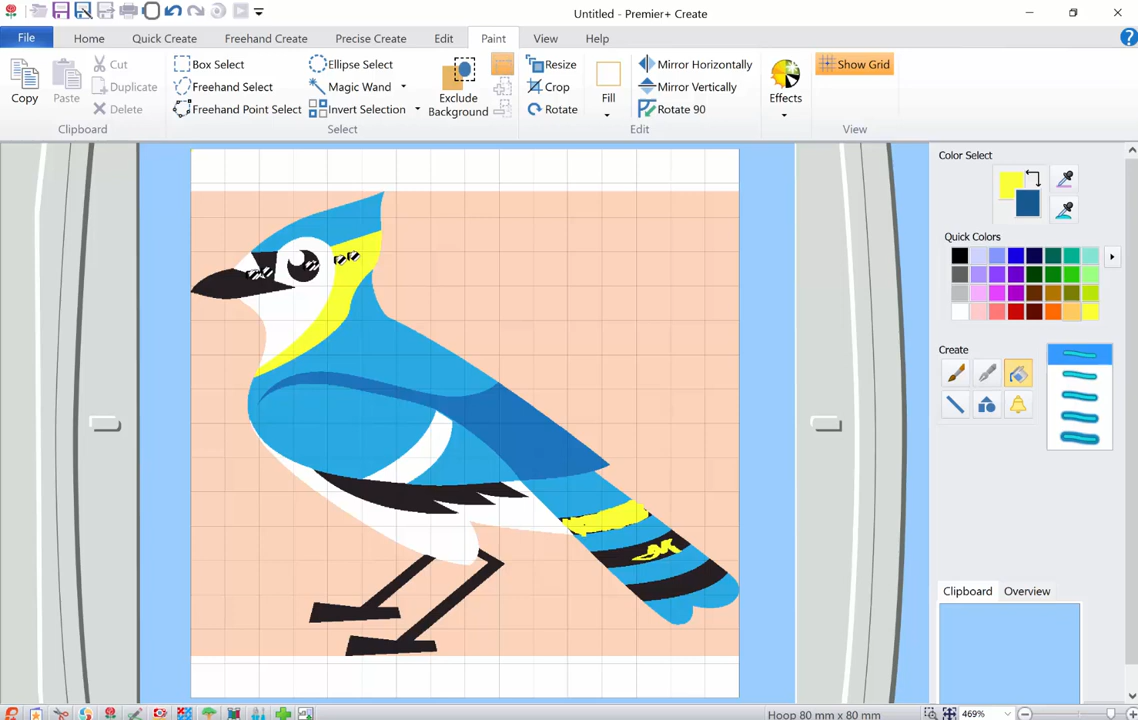 Untitled - Premier+ Create
File Home Quick Create Freehand Create Precise Create Edit Paint View Help
Copy Paste Cut Duplicate Delete
Clipboard
Box Select Freehand Select Freehand Point Select
Ellipse Select Magic Wand Invert Selection
Exclude Background
Select
Resize Crop Rotate
Fill
Mirror Horizontally Mirror Vertically Rotate 90
Edit
Effects
Show Grid
View
Color Select
Quick Colors
Create
Clipboard Overview
Hoop 80 mm x 80 mm 469%